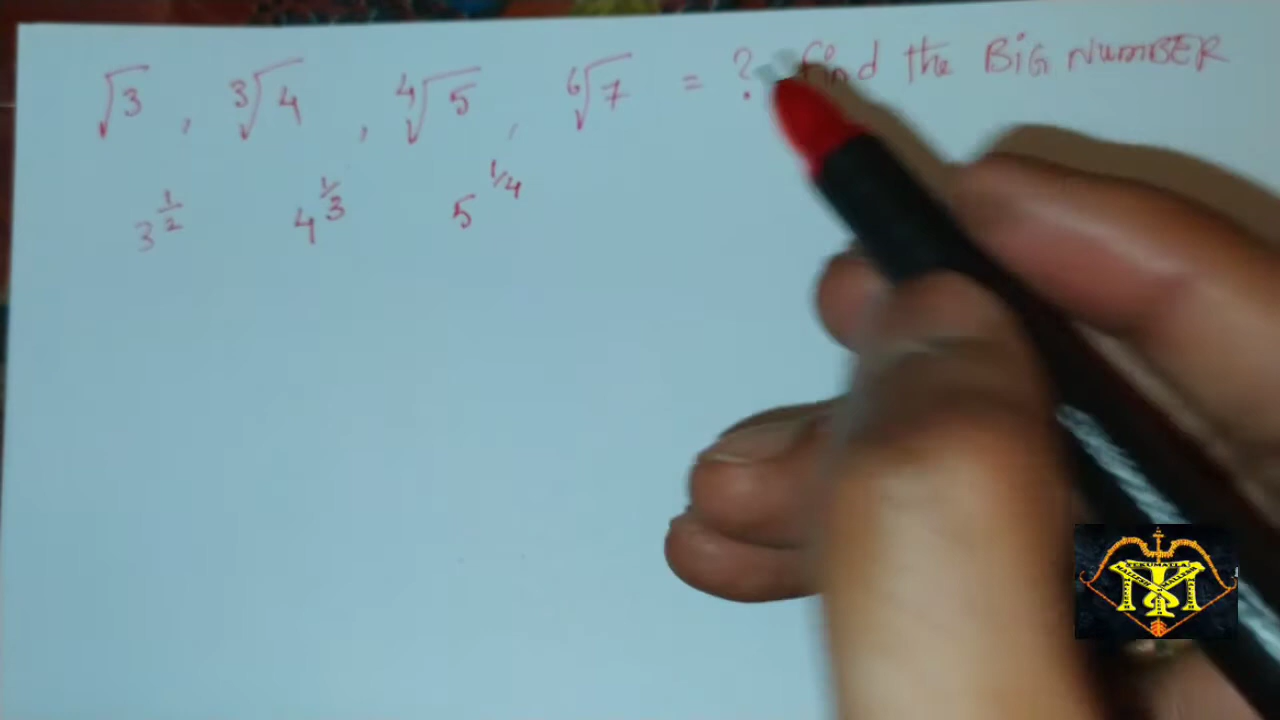 √3 , ∛4 , ∜5 , ⁶√7 = ? find the BiG NUMBER
3^{1/2} 4^{1/3} 5^{1/4}